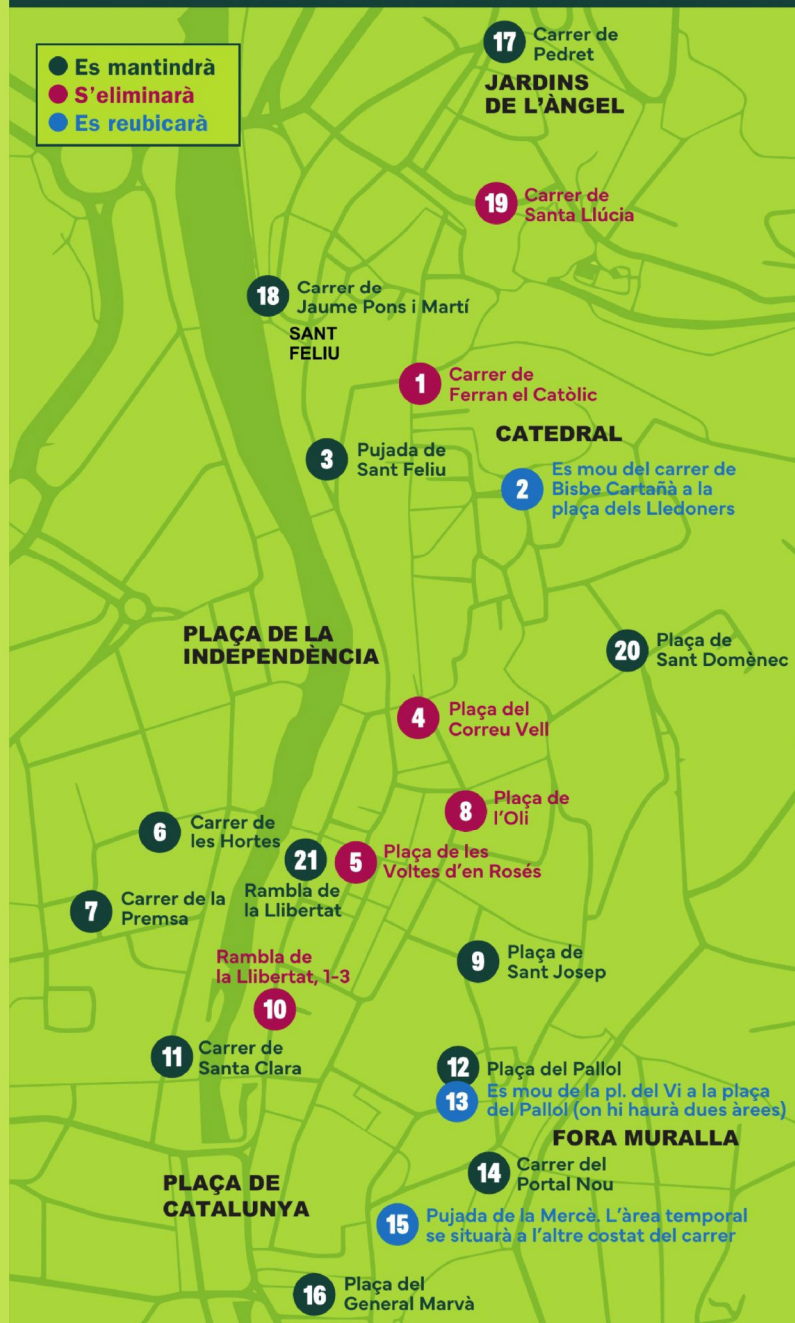 Es mantindrà
S'eliminarà
Es reubicarà
17
Carrer de
Pedret
JARDINS
DE L'ÀNGEL
19
Carrer de
Santa Llúcia
18
Carrer de
Jaume Pons i Martí
SANT
FELIU
1
Carrer de
Ferran el Catòlic
CATEDRAL
3
Pujada de
Sant Feliu
2
Es mou del carrer de
Bisbe Cartañà a la
plaça dels Lledoners
PLAÇA DE LA
INDEPENDÈNCIA
20
Plaça de
Sant Domènec
4
Plaça del
Correu Vell
8
Plaça de
l'Oli
6
Carrer de
les Hortes
21
Rambla de
la Llibertat
5
Plaça de les
Voltes d'en Rosés
7
Carrer de la
Premsa
9
Plaça de
Sant Josep
Rambla de
la Llibertat, 1-3
10
11
Carrer de
Santa Clara
12
Plaça del Pallol
13
Es mou de la pl. del Vi a la plaça
del Pallol (on hi haurà dues àrees)
FORA MURALLA
14
Carrer del
Portal Nou
PLAÇA DE
CATALUNYA
15
Pujada de la Mercè. L'àrea temporal
se situarà a l'altre costat del carrer
16
Plaça del
General Marvà